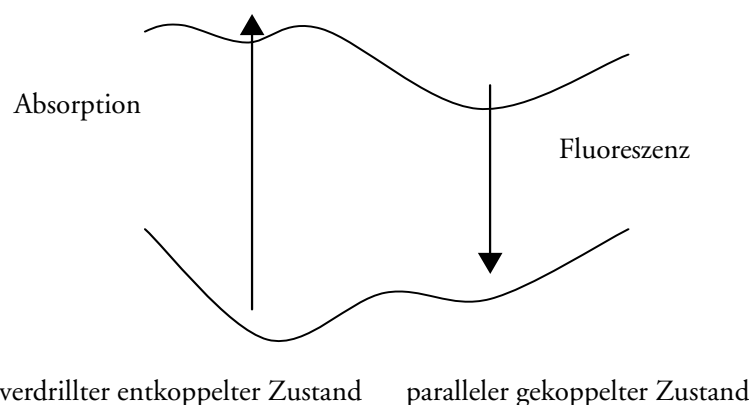 Absorption
Fluoreszenz
verdrillter entkoppelter Zustand
paralleler gekoppelter Zustand